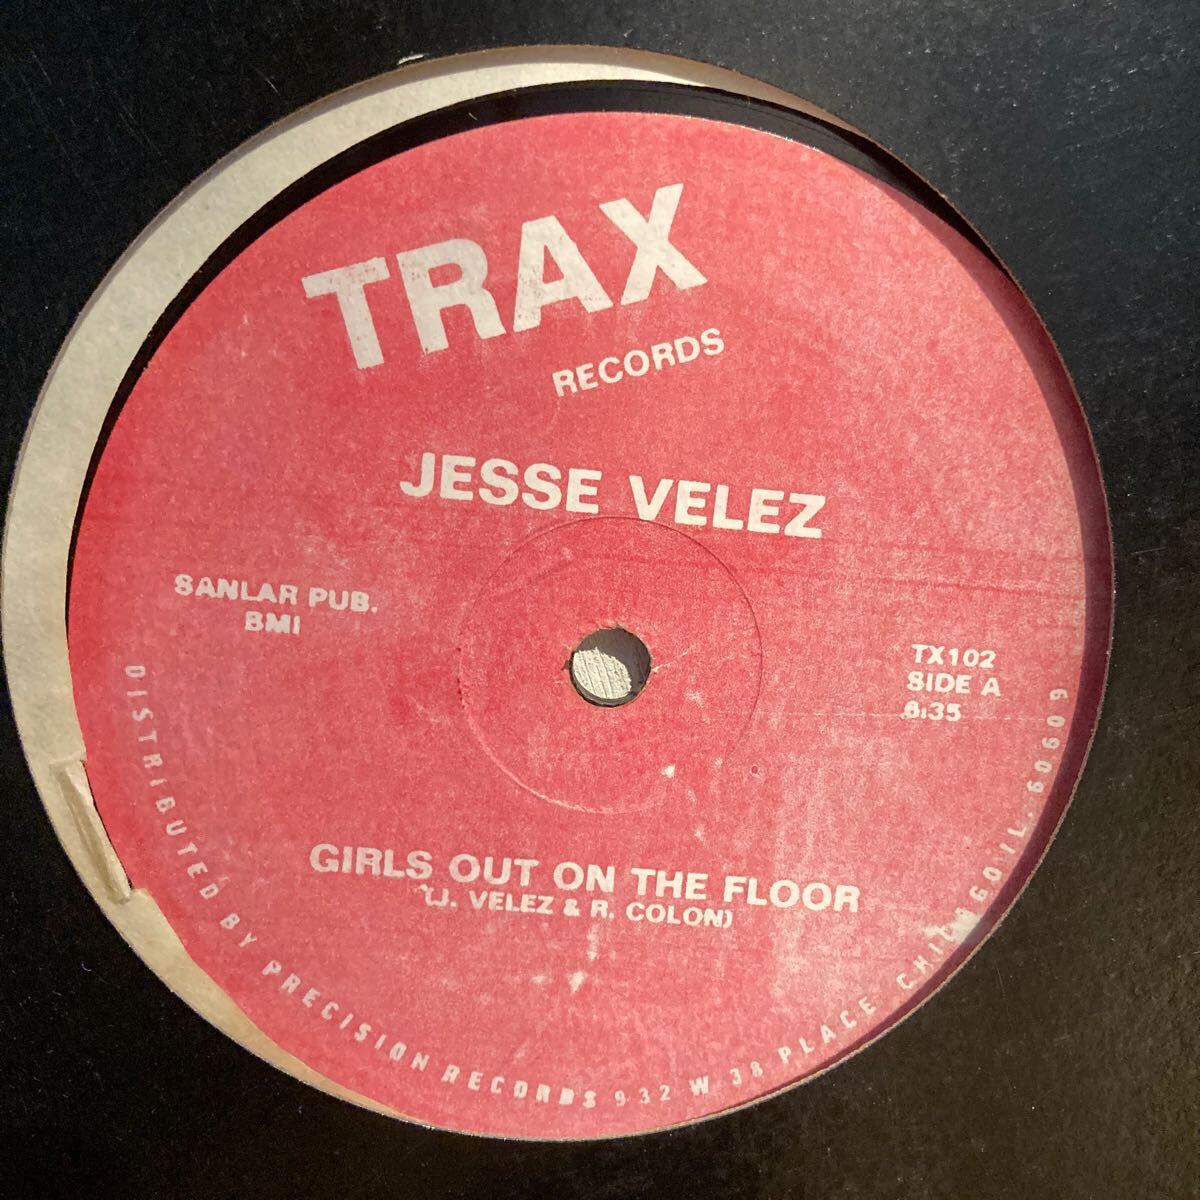 TRAX
RECORDS
JESSE VELEZ
SANLAR PUB.
BMI
TX102
SIDE A
6:35
GIRLS OUT ON THE FLOOR
(J. VELEZ & R. COLON)
DISTRIBUTED BY PRECISION RECORDS 932 W 38 PLACE CHICAGO IL. 60609